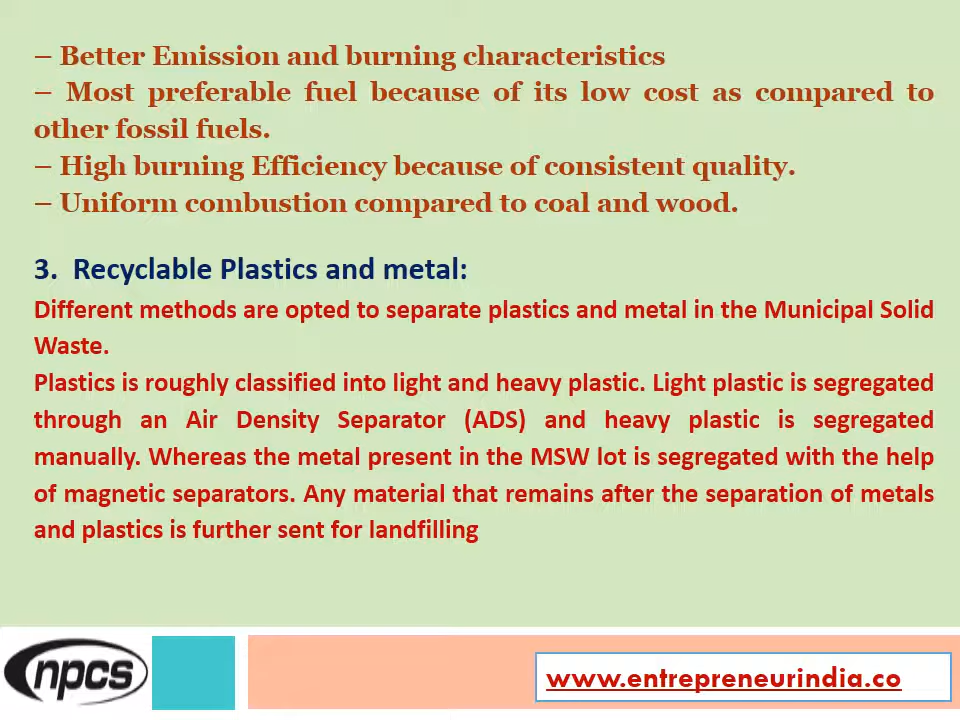 – Better Emission and burning characteristics
– Most preferable fuel because of its low cost as compared to
other fossil fuels.
– High burning Efficiency because of consistent quality.
– Uniform combustion compared to coal and wood.
3. Recyclable Plastics and metal:
Different methods are opted to separate plastics and metal in the Municipal Solid
Waste.
Plastics is roughly classified into light and heavy plastic. Light plastic is segregated
through an Air Density Separator (ADS) and heavy plastic is segregated
manually. Whereas the metal present in the MSW lot is segregated with the help
of magnetic separators. Any material that remains after the separation of metals
and plastics is further sent for landfilling
npcs
www.entrepreneurindia.co